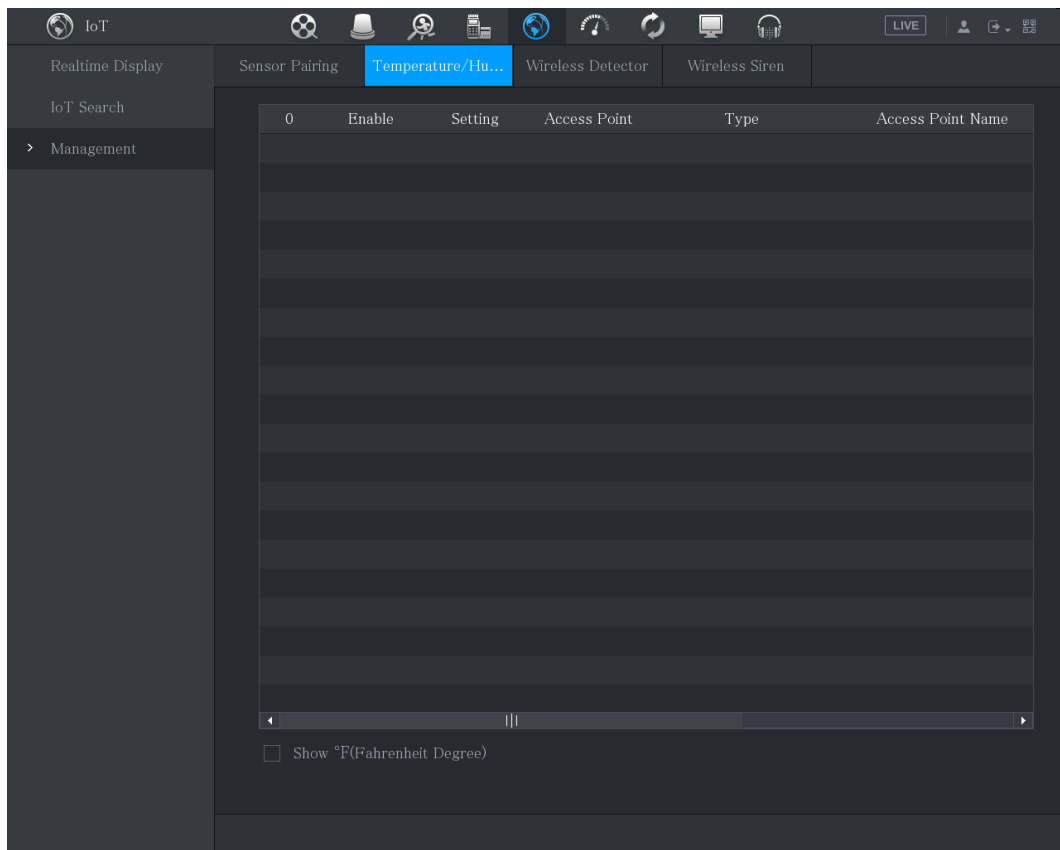 IoT LIVE
Realtime Display
IoT Search
Management
Sensor Pairing Temperature/Hu... Wireless Detector Wireless Siren
0 Enable Setting Access Point Type Access Point Name
Show °F(Fahrenheit Degree)